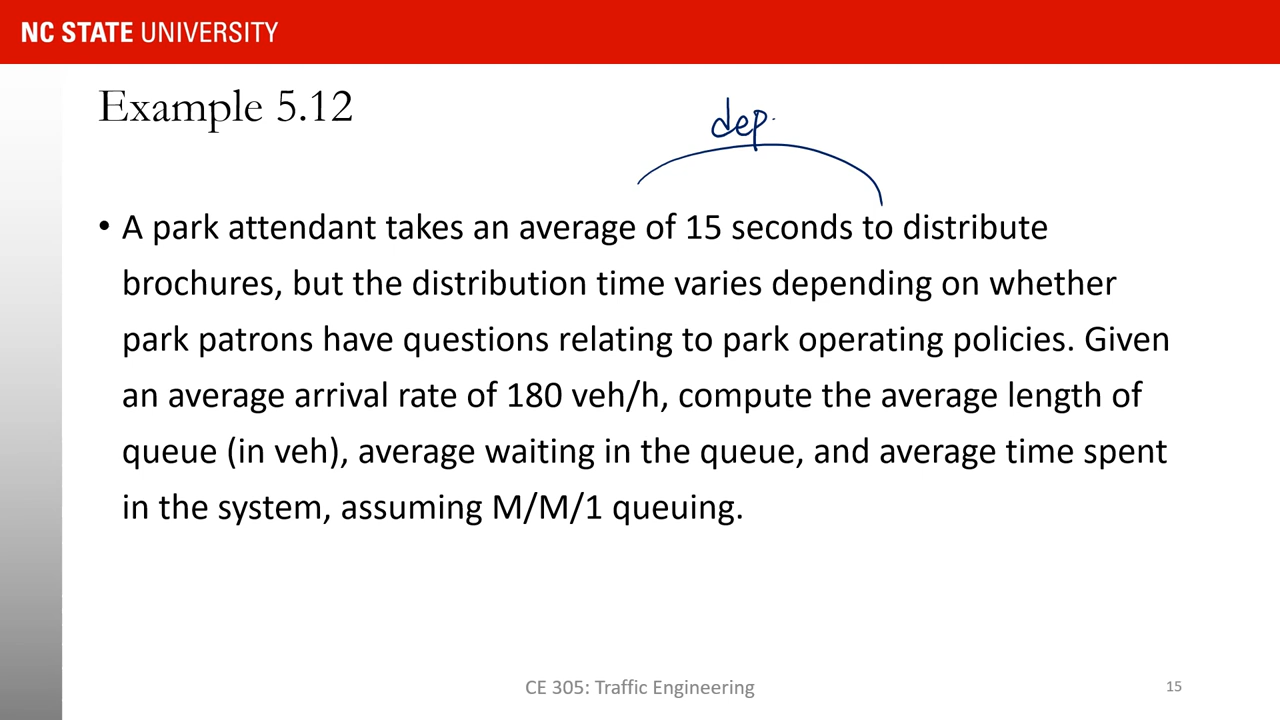 NC STATE UNIVERSITY
Example 5.12
dep.
• A park attendant takes an average of 15 seconds to distribute
brochures, but the distribution time varies depending on whether
park patrons have questions relating to park operating policies. Given
an average arrival rate of 180 veh/h, compute the average length of
queue (in veh), average waiting in the queue, and average time spent
in the system, assuming M/M/1 queuing.
CE 305: Traffic Engineering
15